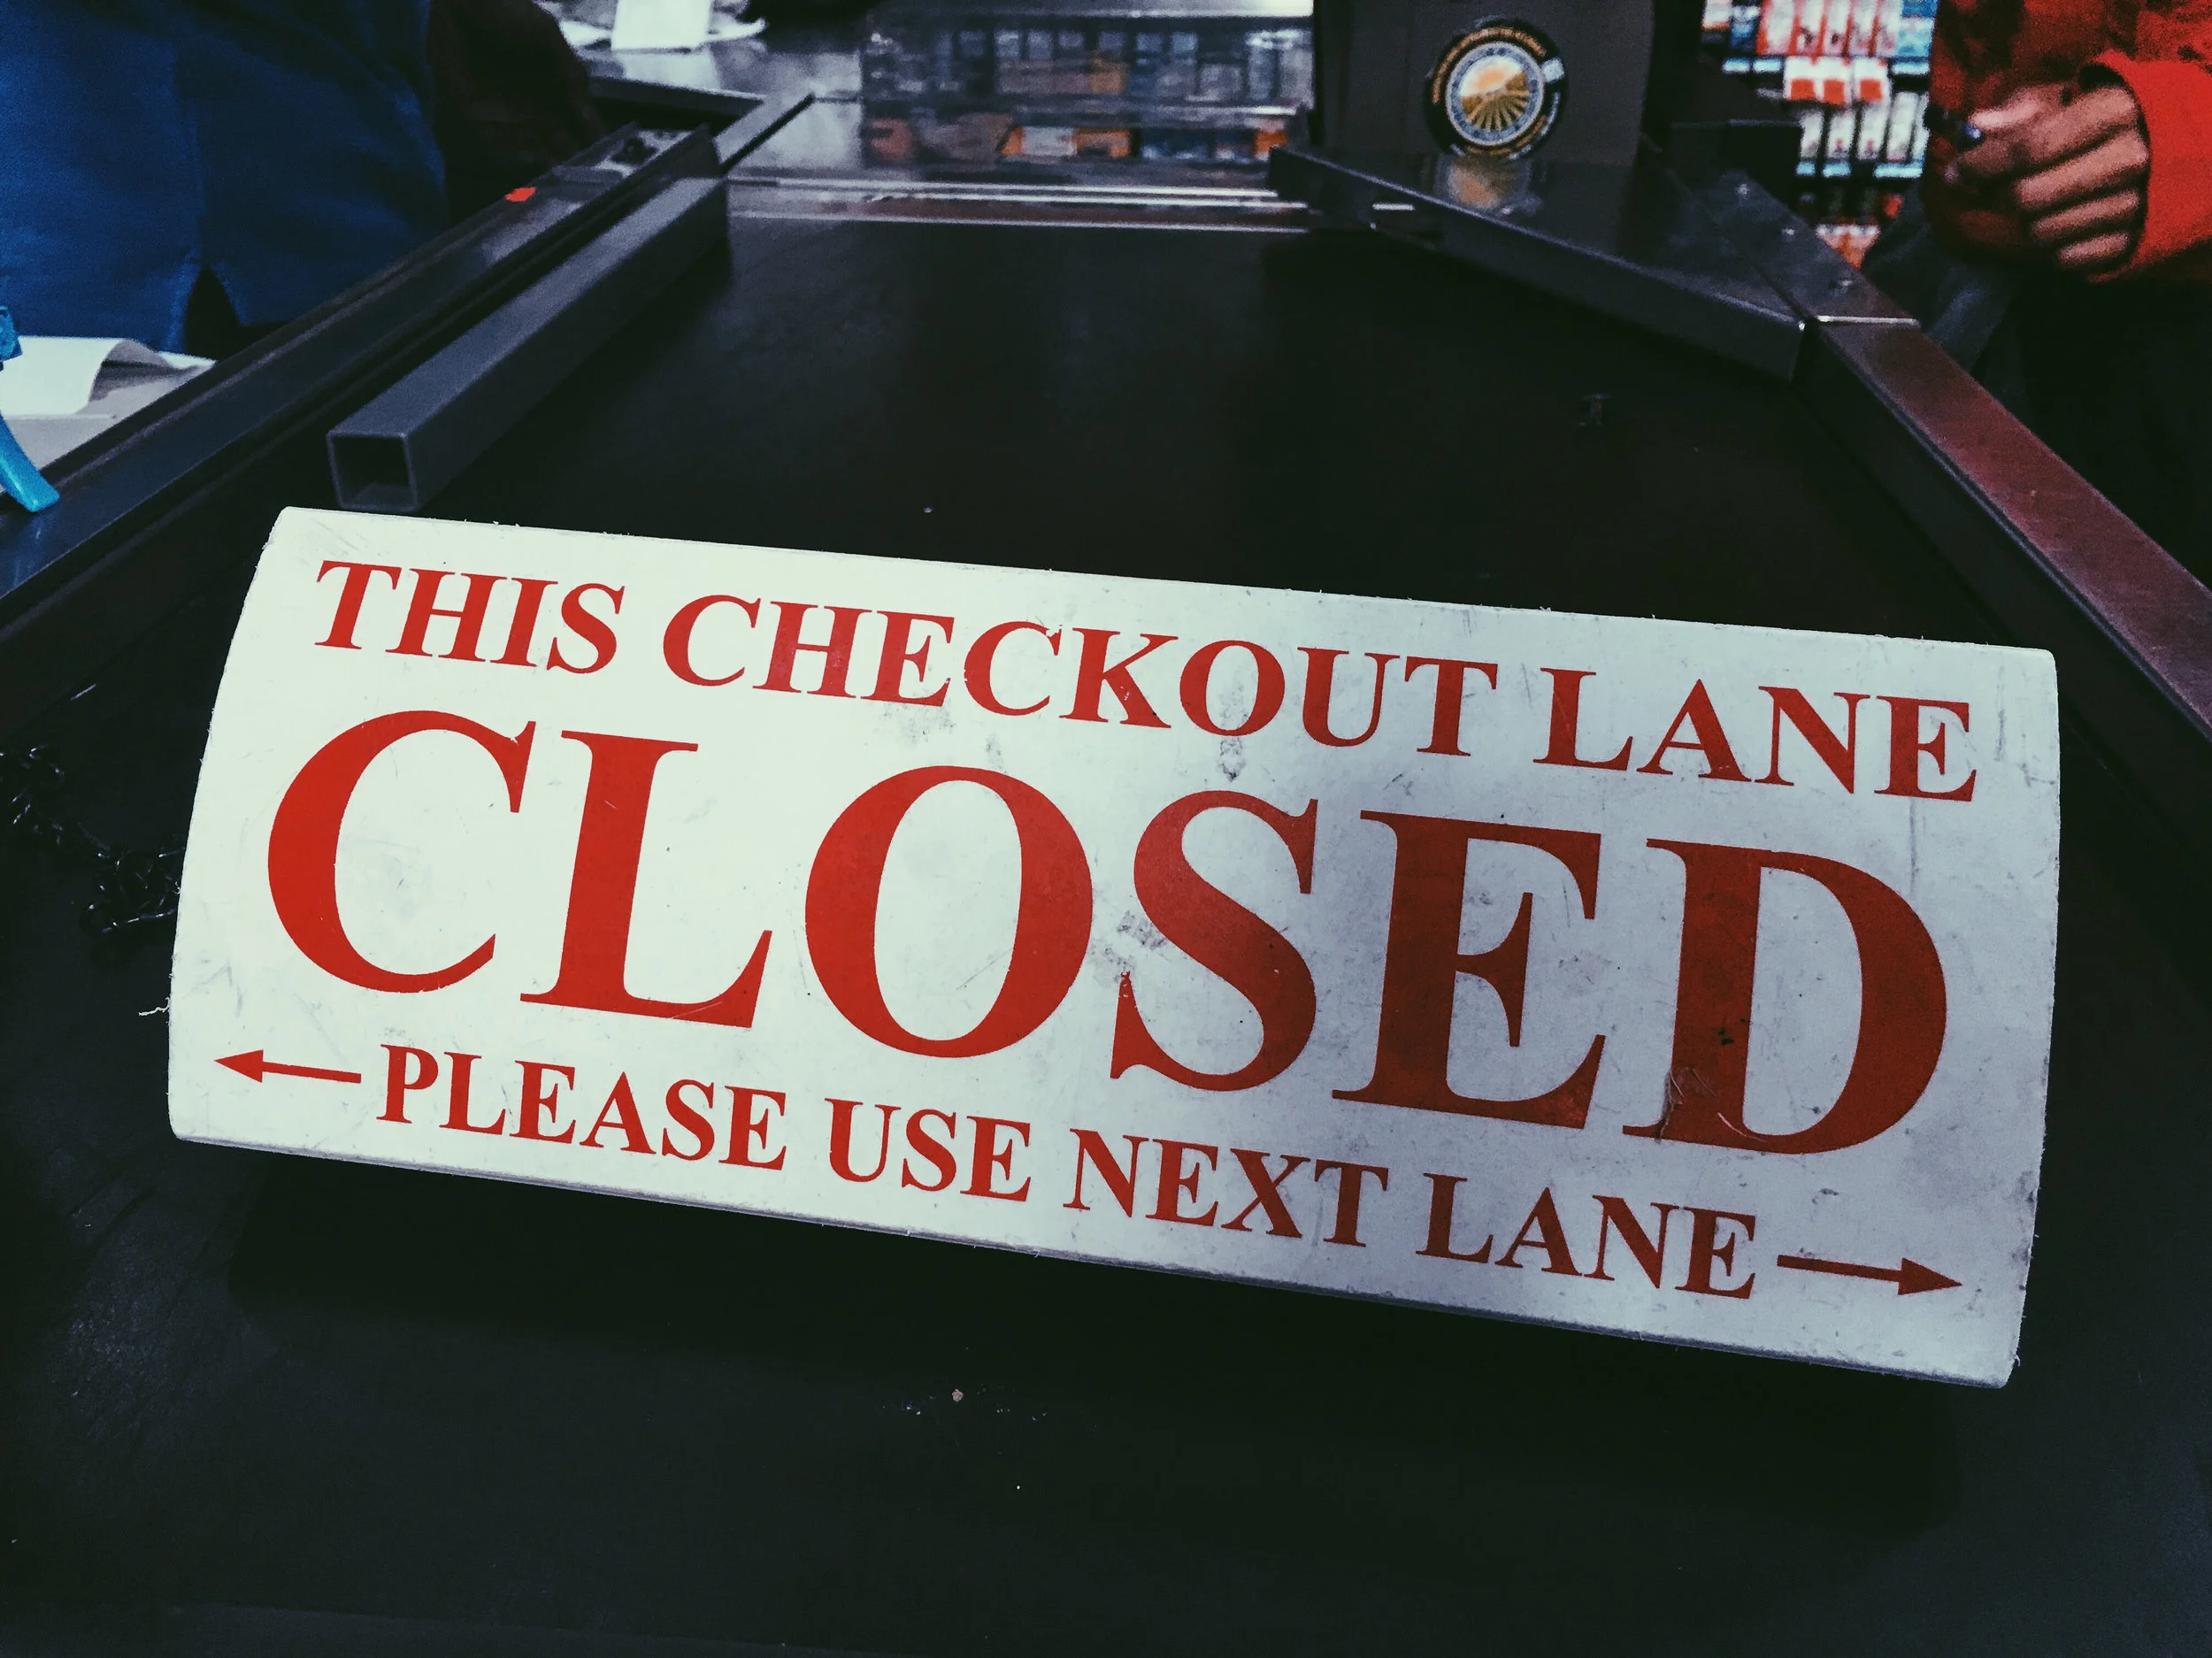 THIS CHECKOUT LANE
CLOSED
← PLEASE USE NEXT LANE →